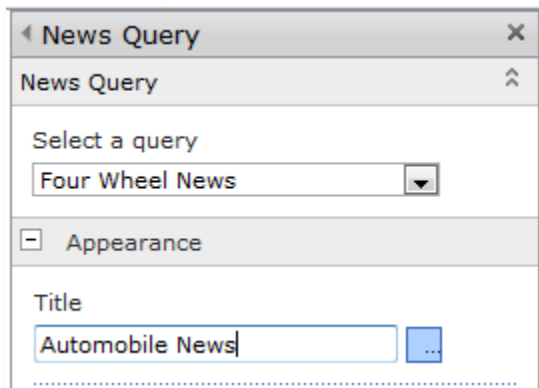 News Query
News Query
Select a query
Four Wheel News
Appearance
Title
Automobile News
...